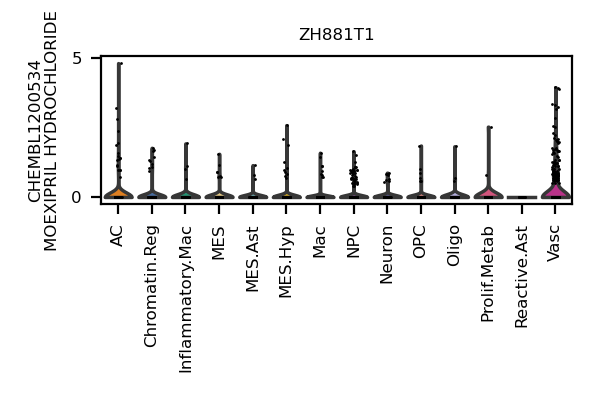 ZH881T1
CHEMBL1200534
MOEXIPRIL HYDROCHLORIDE
5
0
AC
Chromatin.Reg
Inflammatory.Mac
MES
MES.Ast
MES.Hyp
Mac
NPC
Neuron
OPC
Oligo
Prolif.Metab
Reactive.Ast
Vasc